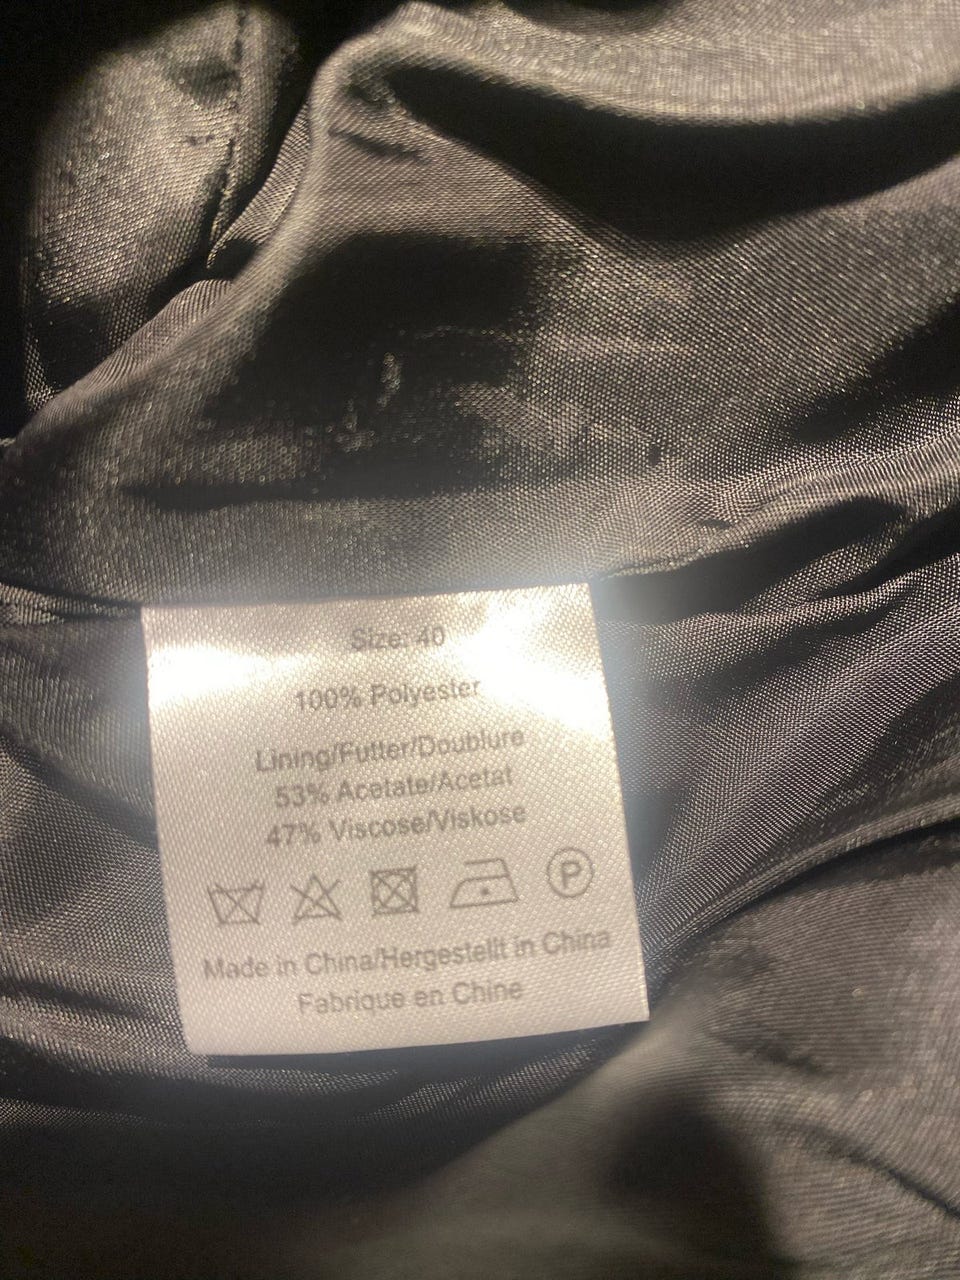 Size: 40
100% Polyester
Lining/Futter/Doublure
53% Acetate/Acetat
47% Viscose/Viskose
P
Made in China/Hergestellt in China
Fabrique en Chine